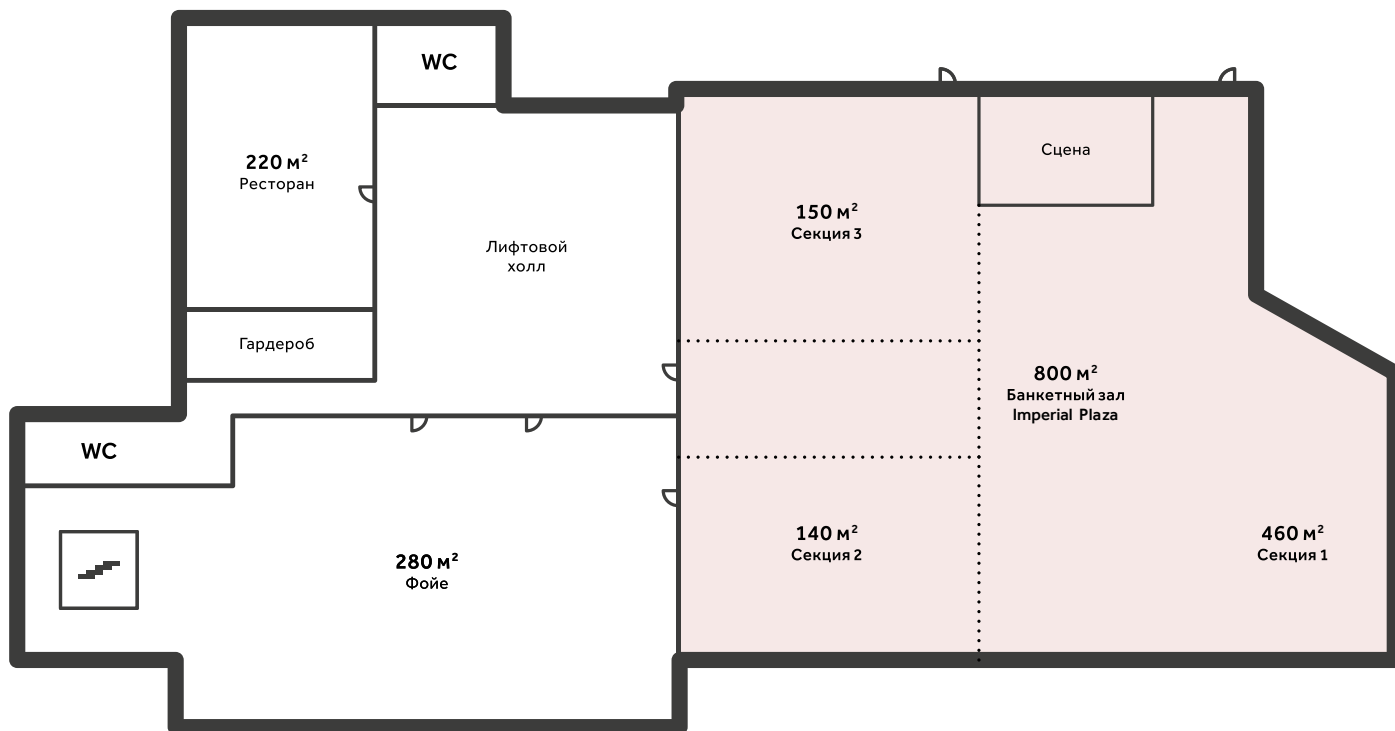 WC
220 м²
Ресторан
Сцена
150 м²
Секция 3
Лифтовой
холл
Гардероб
800 м²
Банкетный зал
Imperial Plaza
WC
280 м²
Фойе
140 м²
Секция 2
460 м²
Секция 1